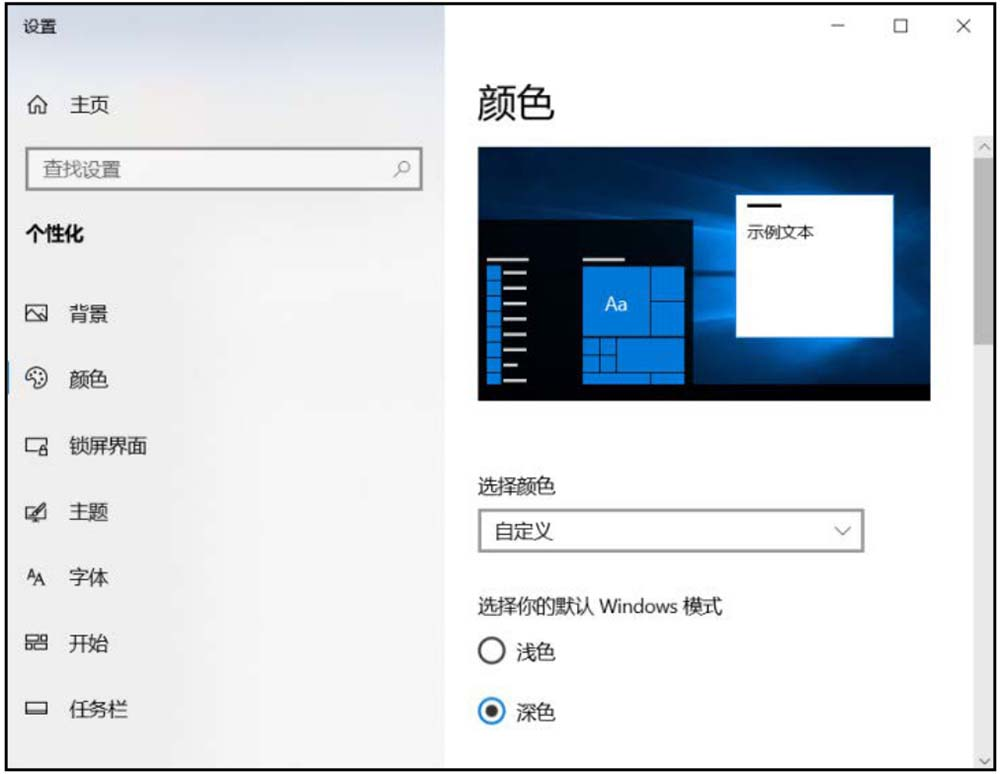 设置
主页
查找设置
个性化
背景
颜色
锁屏界面
主题
字体
开始
任务栏
颜色
示例文本
Aa
选择颜色
自定义
选择你的默认 Windows 模式
浅色
深色